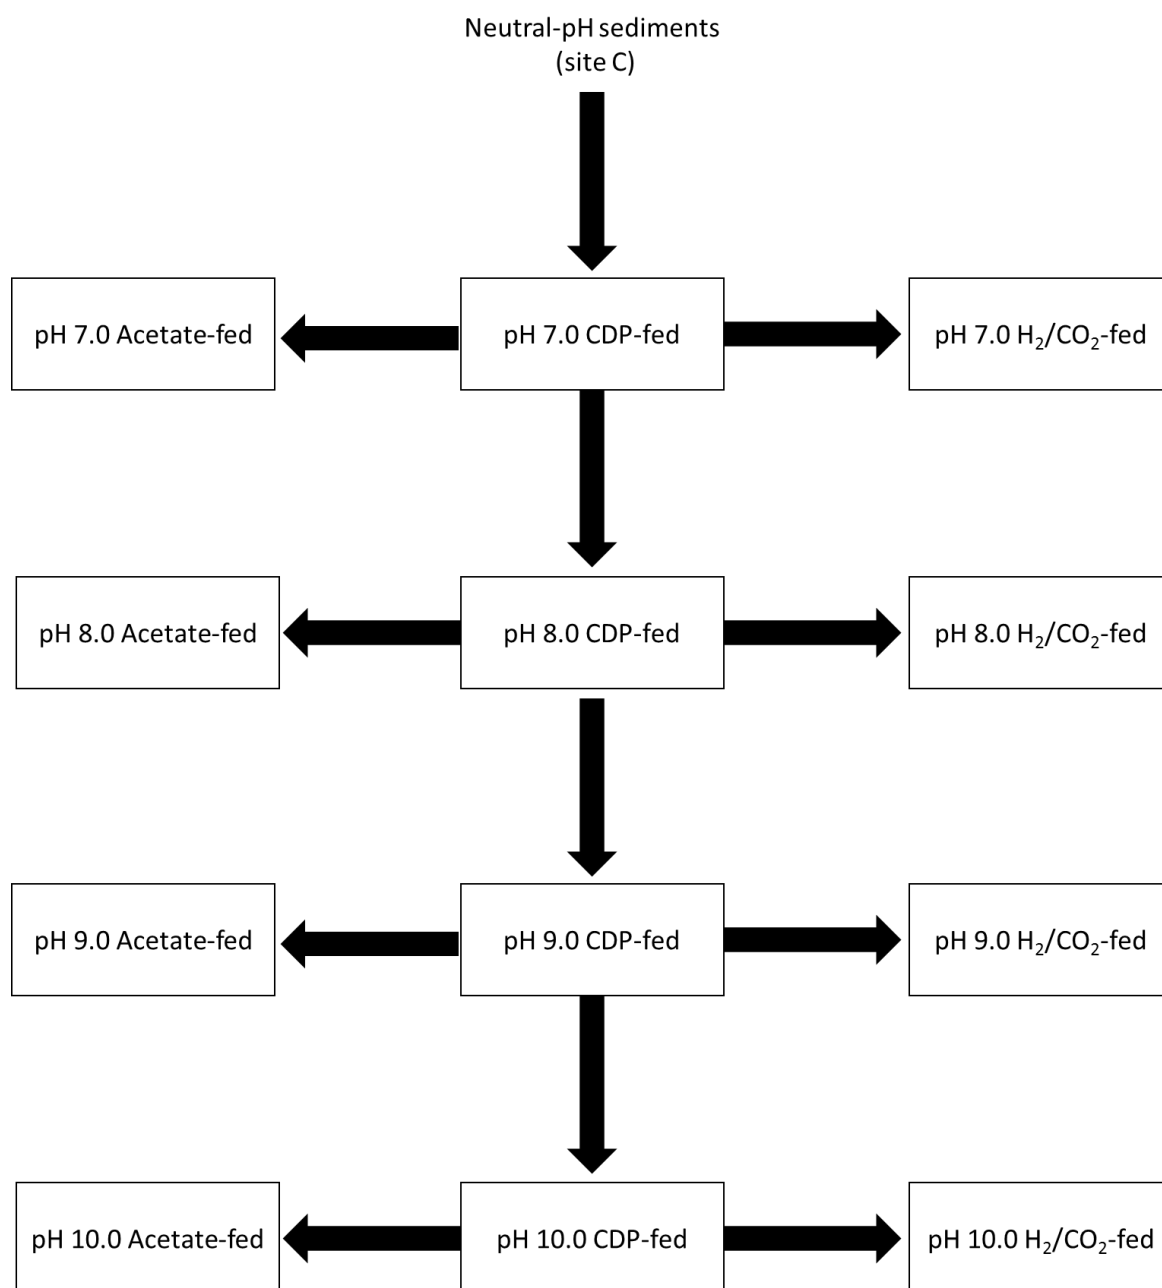 Neutral-pH sediments
(site C)
pH 7.0 Acetate-fed
pH 7.0 CDP-fed
pH 7.0 H₂/CO₂-fed
pH 8.0 Acetate-fed
pH 8.0 CDP-fed
pH 8.0 H₂/CO₂-fed
pH 9.0 Acetate-fed
pH 9.0 CDP-fed
pH 9.0 H₂/CO₂-fed
pH 10.0 Acetate-fed
pH 10.0 CDP-fed
pH 10.0 H₂/CO₂-fed